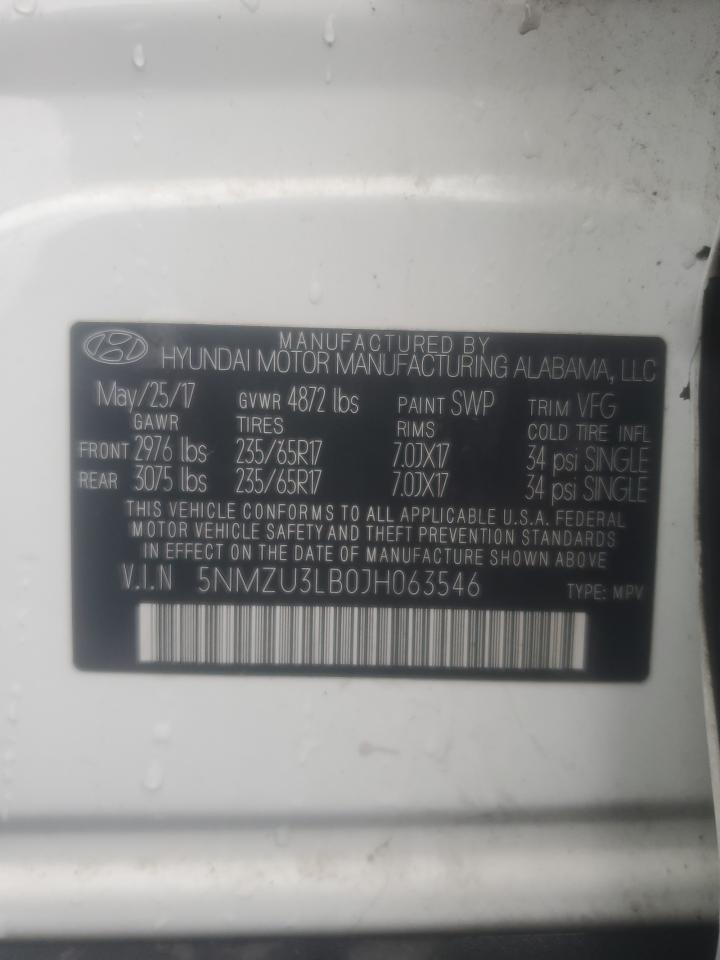 MANUFACTURED BY
HYUNDAI MOTOR MANUFACTURING ALABAMA, LLC
May/25/17 GVWR 4872 lbs PAINT SWP TRIM VFG
GAWR TIRES RIMS COLD TIRE INFL
FRONT 2976 lbs 235/65R17 7.0JX17 34 psi SINGLE
REAR 3075 lbs 235/65R17 7.0JX17 34 psi SINGLE
THIS VEHICLE CONFORMS TO ALL APPLICABLE U.S.A. FEDERAL
MOTOR VEHICLE SAFETY AND THEFT PREVENTION STANDARDS
IN EFFECT ON THE DATE OF MANUFACTURE SHOWN ABOVE
V.I.N 5NMZU3LB0JH063546 TYPE: MPV